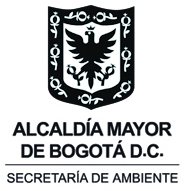 ALCALDÍA MAYOR
DE BOGOTÁ D.C.
SECRETARÍA DE AMBIENTE